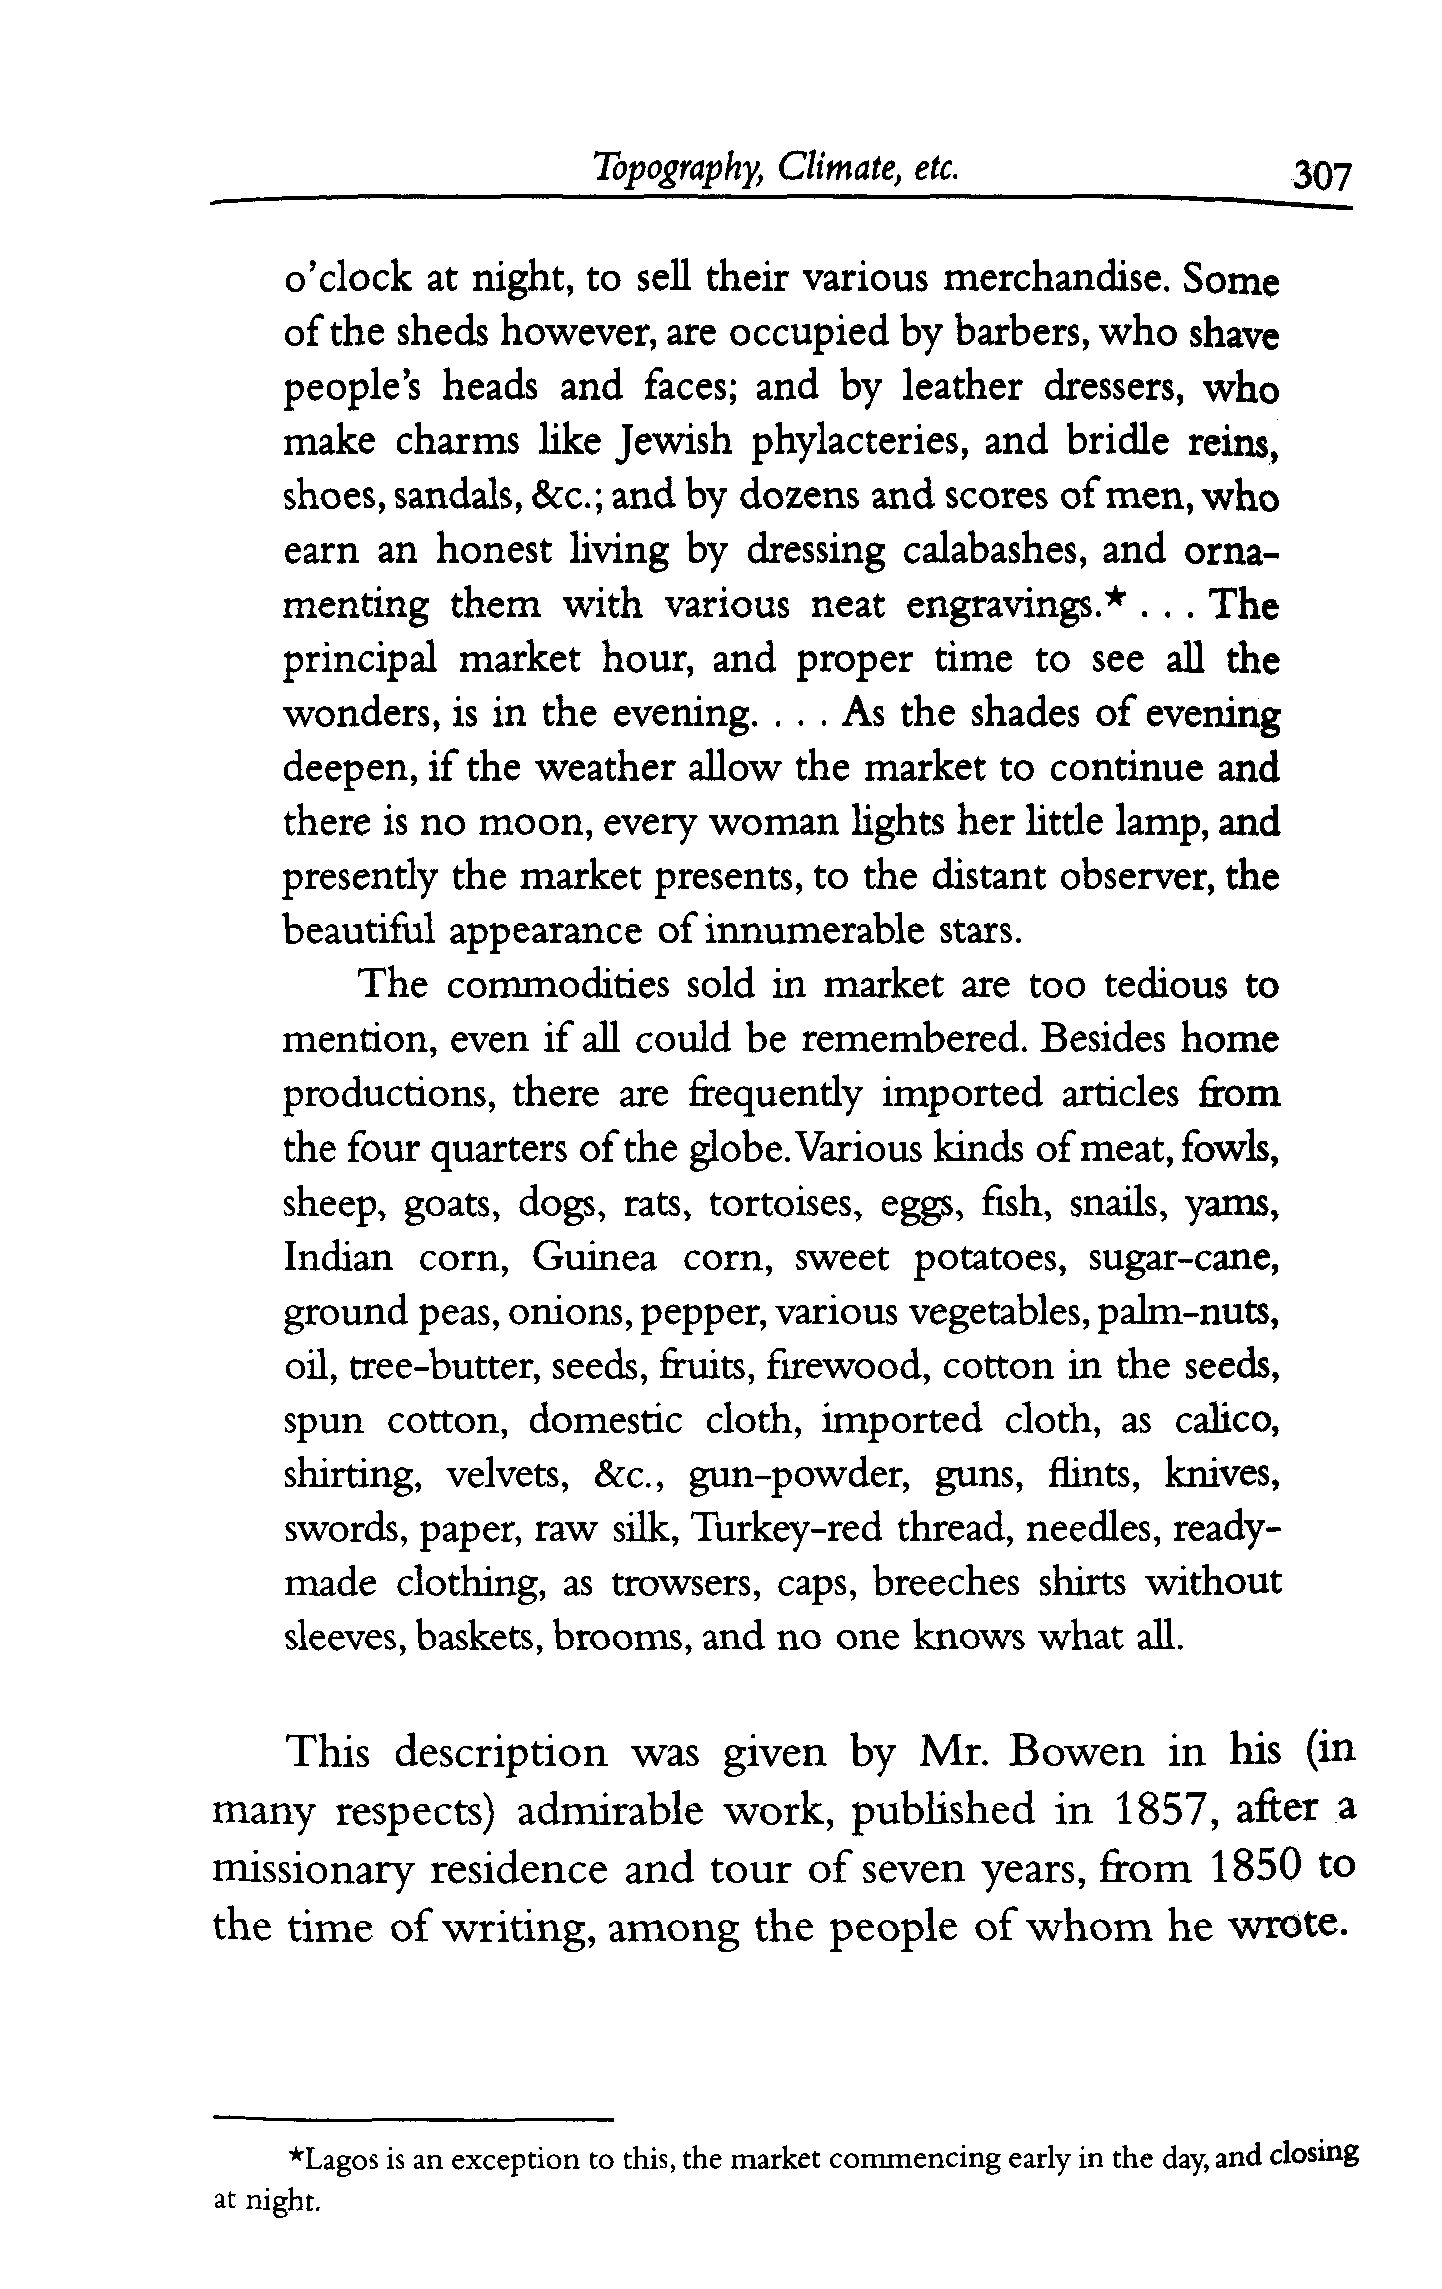 Topography, Climate, etc. 307
o'clock at night, to sell their various merchandise. Some
of the sheds however, are occupied by barbers, who shave
people's heads and faces; and by leather dressers, who
make charms like Jewish phylacteries, and bridle reins,
shoes, sandals, &c.; and by dozens and scores of men, who
earn an honest living by dressing calabashes, and orna-
menting them with various neat engravings.* . . . The
principal market hour, and proper time to see all the
wonders, is in the evening. . . . As the shades of evening
deepen, if the weather allow the market to continue and
there is no moon, every woman lights her little lamp, and
presently the market presents, to the distant observer, the
beautiful appearance of innumerable stars.
The commodities sold in market are too tedious to
mention, even if all could be remembered. Besides home
productions, there are frequently imported articles from
the four quarters of the globe. Various kinds of meat, fowls,
sheep, goats, dogs, rats, tortoises, eggs, fish, snails, yams,
Indian corn, Guinea corn, sweet potatoes, sugar-cane,
ground peas, onions, pepper, various vegetables, palm-nuts,
oil, tree-butter, seeds, fruits, firewood, cotton in the seeds,
spun cotton, domestic cloth, imported cloth, as calico,
shirting, velvets, &c., gun-powder, guns, flints, knives,
swords, paper, raw silk, Turkey-red thread, needles, ready-
made clothing, as trowsers, caps, breeches shirts without
sleeves, baskets, brooms, and no one knows what all.
This description was given by Mr. Bowen in his (in
many respects) admirable work, published in 1857, after a
missionary residence and tour of seven years, from 1850 to
the time of writing, among the people of whom he wrote.
*Lagos is an exception to this, the market commencing early in the day, and closing
at night.